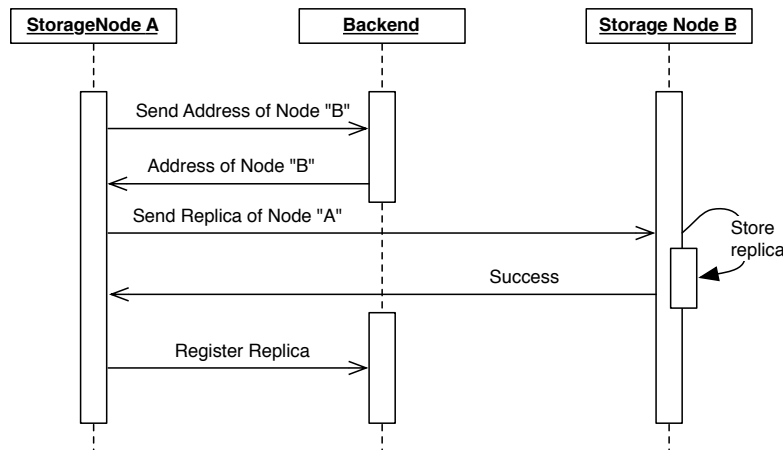 StorageNode A
Backend
Storage Node B
Send Address of Node "B"
Address of Node "B"
Send Replica of Node "A"
Store
replica
Success
Register Replica